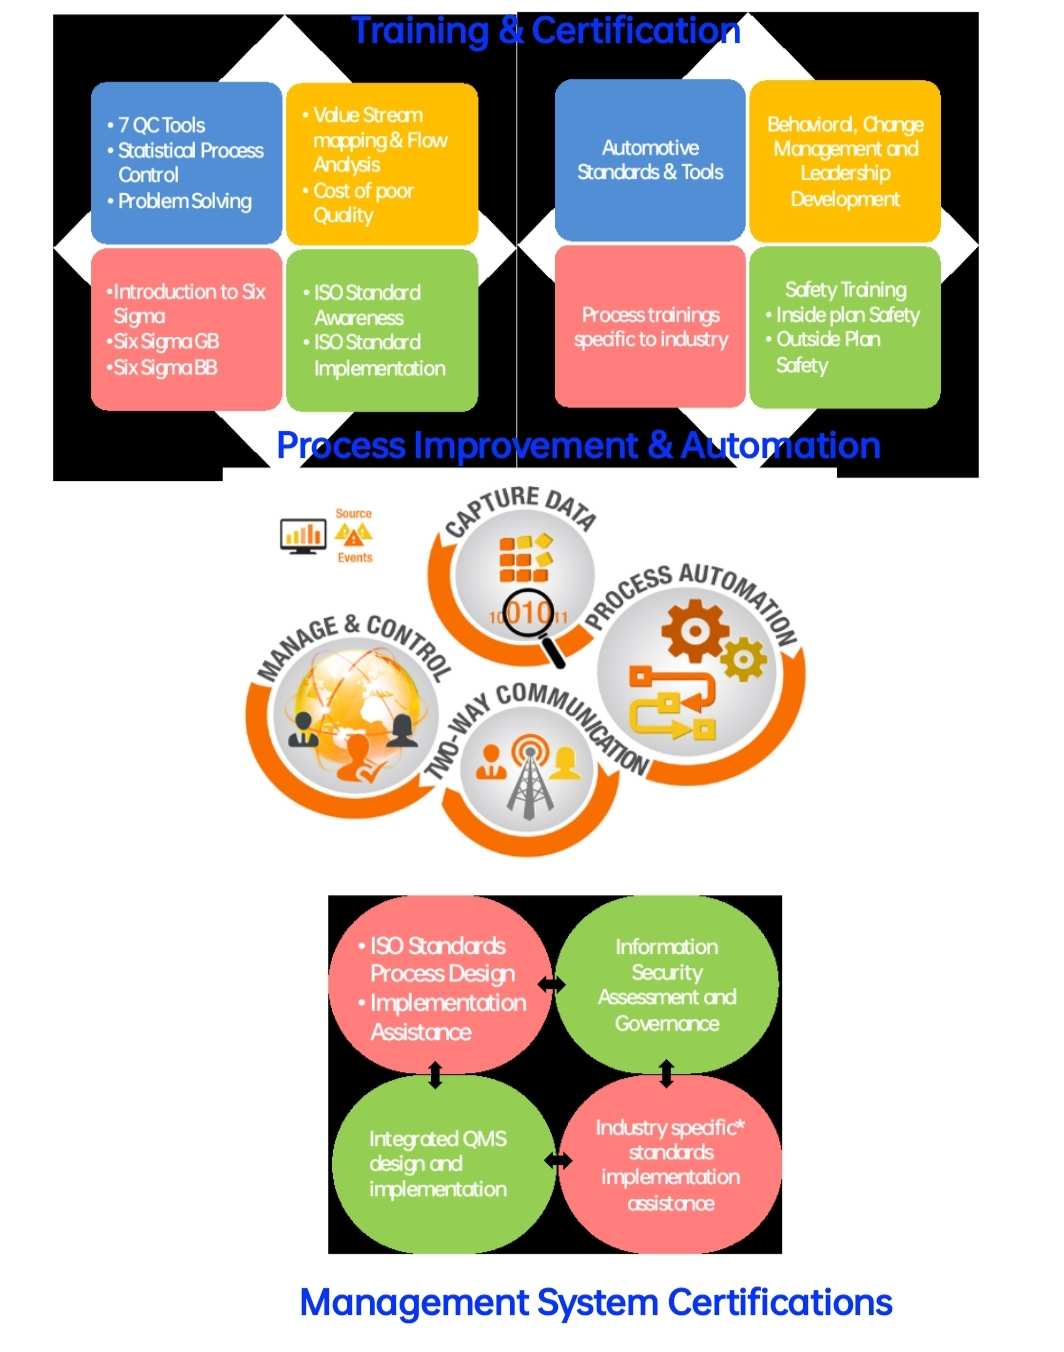 Training & Certification
• 7 QC Tools
• Statistical Process
Control
• Problem Solving
• Value Stream
mapping & Flow
Analysis
• Cost of poor
Quality
•Introduction to Six
Sigma
•Six Sigma GB
•Six Sigma BB
• ISO Standard
Awareness
• ISO Standard
Implementation
Automotive
Standards & Tools
Behavioral, Change
Management and
Leadership
Development
Process trainings
specific to industry
Safety Training
• Inside plan Safety
• Outside Plan
Safety
Process Improvement & Automation
Source
Events
CAPTURE DATA
1001011
PROCESS AUTOMATION
MANAGE & CONTROL
TWO-WAY COMMUNICATION
• ISO Standards
Process Design
• Implementation
Assistance
Information
Security
Assessment and
Governance
Integrated QMS
design and
implementation
Industry specific*
standards
implementation
assistance
Management System Certifications